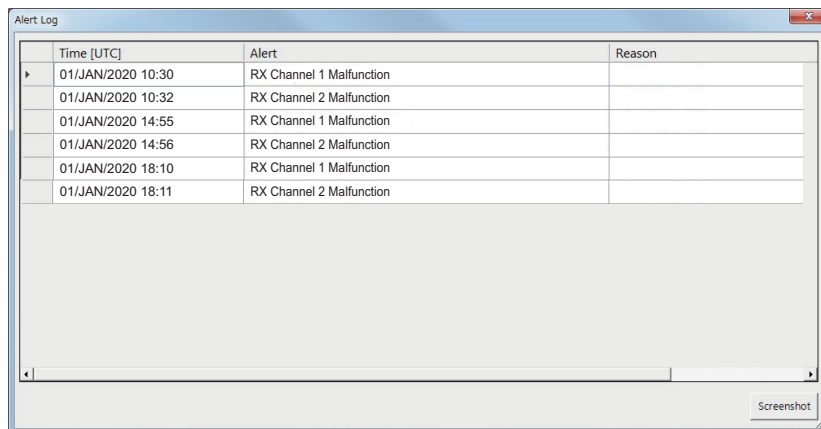 Alert Log
Time [UTC] Alert Reason
01/JAN/2020 10:30 RX Channel 1 Malfunction
01/JAN/2020 10:32 RX Channel 2 Malfunction
01/JAN/2020 14:55 RX Channel 1 Malfunction
01/JAN/2020 14:56 RX Channel 2 Malfunction
01/JAN/2020 18:10 RX Channel 1 Malfunction
01/JAN/2020 18:11 RX Channel 2 Malfunction
Screenshot